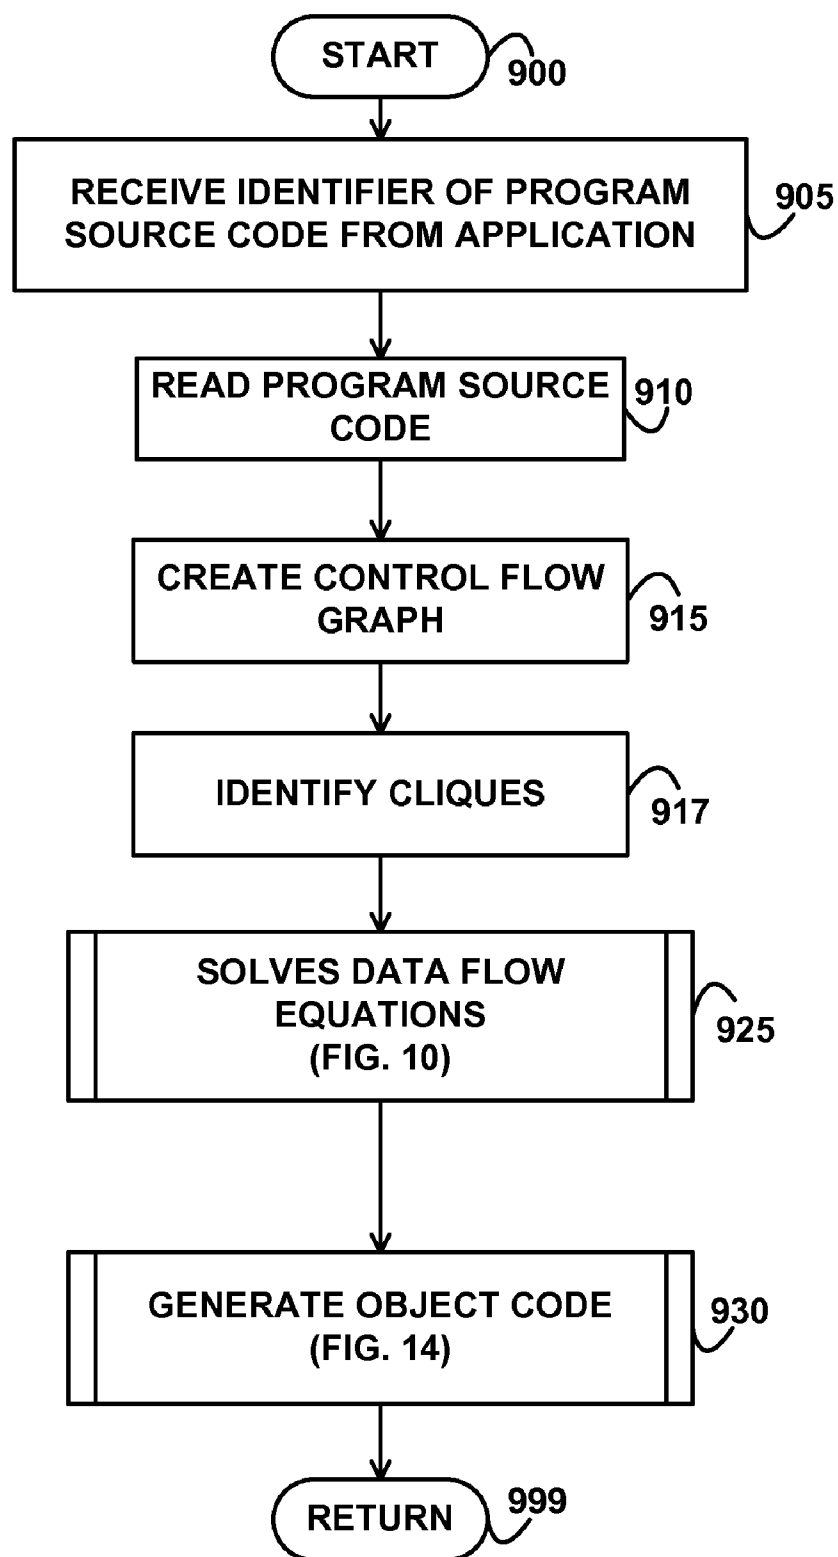 START
900
RECEIVE IDENTIFIER OF PROGRAM
SOURCE CODE FROM APPLICATION
905
READ PROGRAM SOURCE
CODE
910
CREATE CONTROL FLOW
GRAPH
915
IDENTIFY CLIQUES
917
SOLVES DATA FLOW
EQUATIONS
(FIG. 10)
925
GENERATE OBJECT CODE
(FIG. 14)
930
RETURN
999